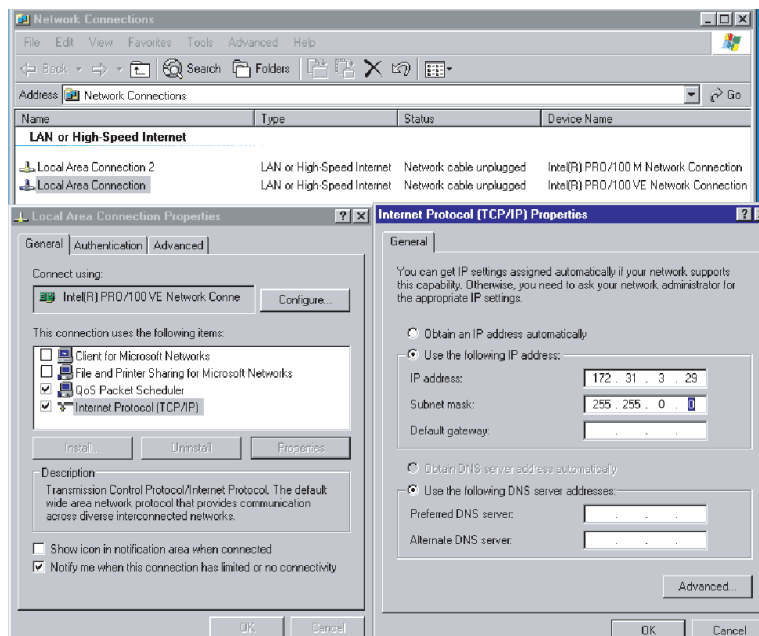 Network Connections
File Edit View Favorites Tools Advanced Help
Back Search Folders
Address Network Connections Go
Name Type Status Device Name
LAN or High-Speed Internet
Local Area Connection 2 LAN or High-Speed Internet Network cable unplugged Intel(R) PRO/100 M Network Connection
Local Area Connection LAN or High-Speed Internet Network cable unplugged Intel(R) PRO/100 VE Network Connection
Local Area Connection Properties
General Authentication Advanced
Connect using:
Intel(R) PRO/100 VE Network Conne Configure...
This connection uses the following items:
Client for Microsoft Networks
File and Printer Sharing for Microsoft Networks
QoS Packet Scheduler
Internet Protocol (TCP/IP)
Install... Uninstall Properties
Description
Transmission Control Protocol/Internet Protocol. The default
wide area network protocol that provides communication
across diverse interconnected networks.
Show icon in notification area when connected
Notify me when this connection has limited or no connectivity
OK Cancel
Internet Protocol (TCP/IP) Properties
General
You can get IP settings assigned automatically if your network supports
this capability. Otherwise, you need to ask your network administrator for
the appropriate IP settings.
Obtain an IP address automatically
Use the following IP address:
IP address: 172 . 31 . 3 . 29
Subnet mask: 255 . 255 . 0 . 0
Default gateway: . . .
Obtain DNS server address automatically
Use the following DNS server addresses:
Preferred DNS server: . . .
Alternate DNS server: . . .
Advanced...
OK Cancel